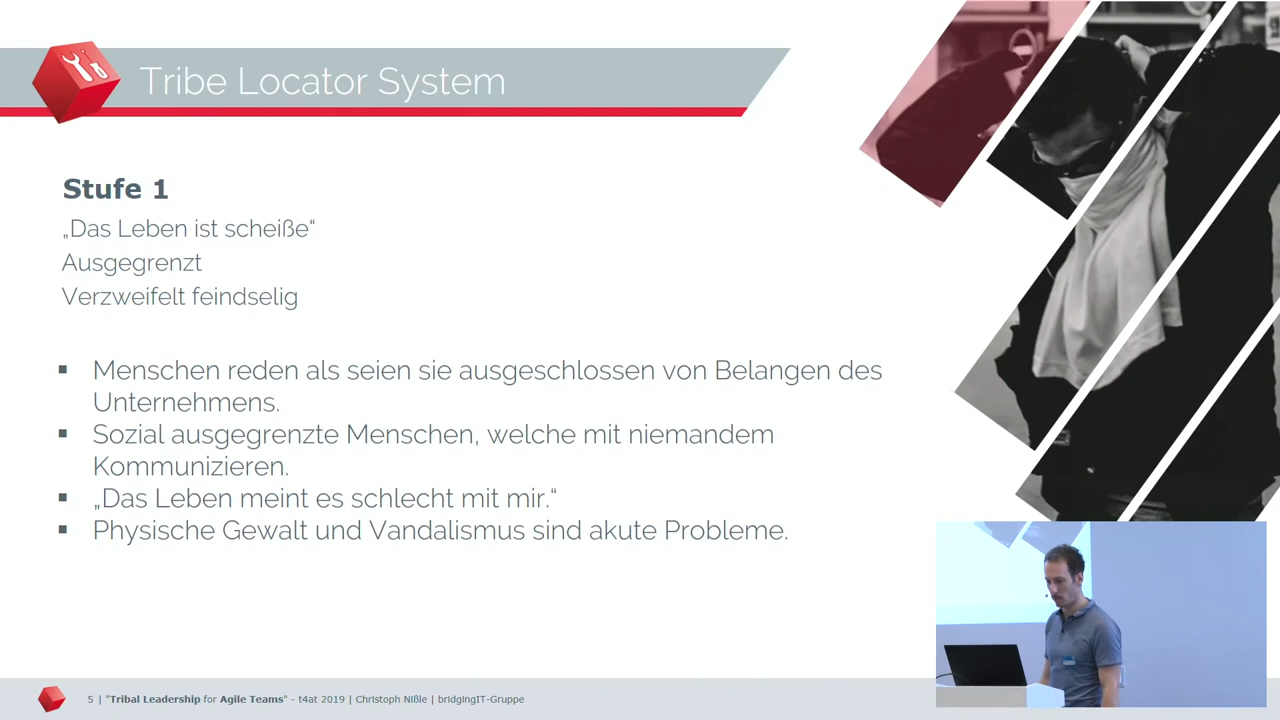 Tribe Locator System
Stufe 1
„Das Leben ist scheiße“
Ausgegrenzt
Verzweifelt feindselig
▪ Menschen reden als seien sie ausgeschlossen von Belangen des
Unternehmens.
▪ Sozial ausgegrenzte Menschen, welche mit niemandem
Kommunizieren.
▪ „Das Leben meint es schlecht mit mir.“
▪ Physische Gewalt und Vandalismus sind akute Probleme.
5 | "Tribal Leadership for Agile Teams" - t4at 2019 | Christoph Nißle | bridgingIT-Gruppe